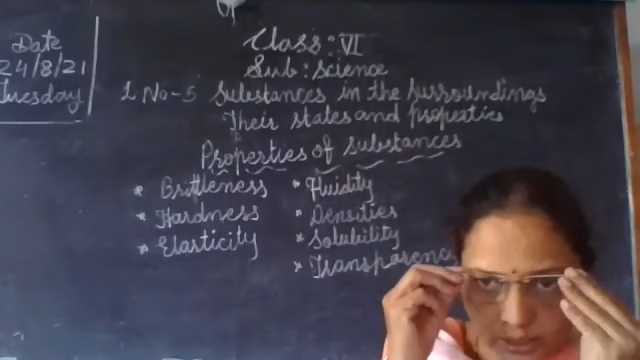 Date
24/8/21
Tuesday
Class: VI
Sub: Science
L No-5 Substances in the surroundings
Their states and properties
Properties of substances
* Brittleness
* Hardness
* Elasticity
* Fluidity
* Densities
* Solubility
* Transparency